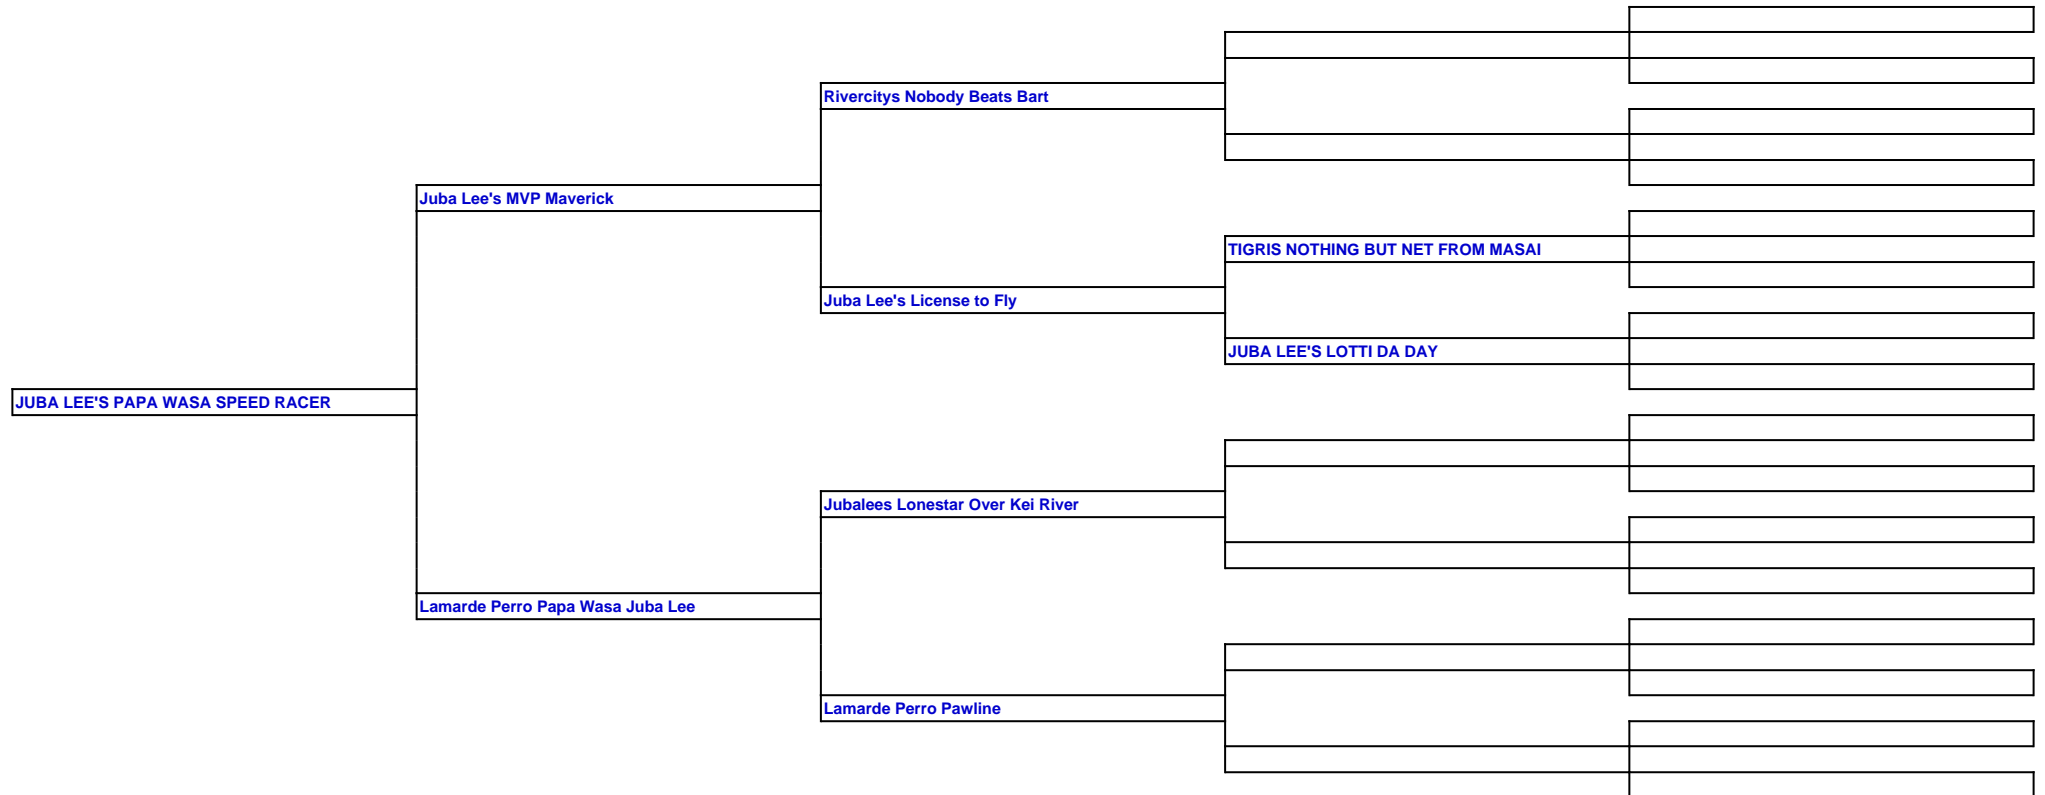 Rivercitys Nobody Beats Bart
Juba Lee's MVP Maverick
TIGRIS NOTHING BUT NET FROM MASAI
Juba Lee's License to Fly
JUBA LEE'S LOTTI DA DAY
JUBA LEE'S PAPA WASA SPEED RACER
Jubalees Lonestar Over Kei River
Lamarde Perro Papa Wasa Juba Lee
Lamarde Perro Pawline